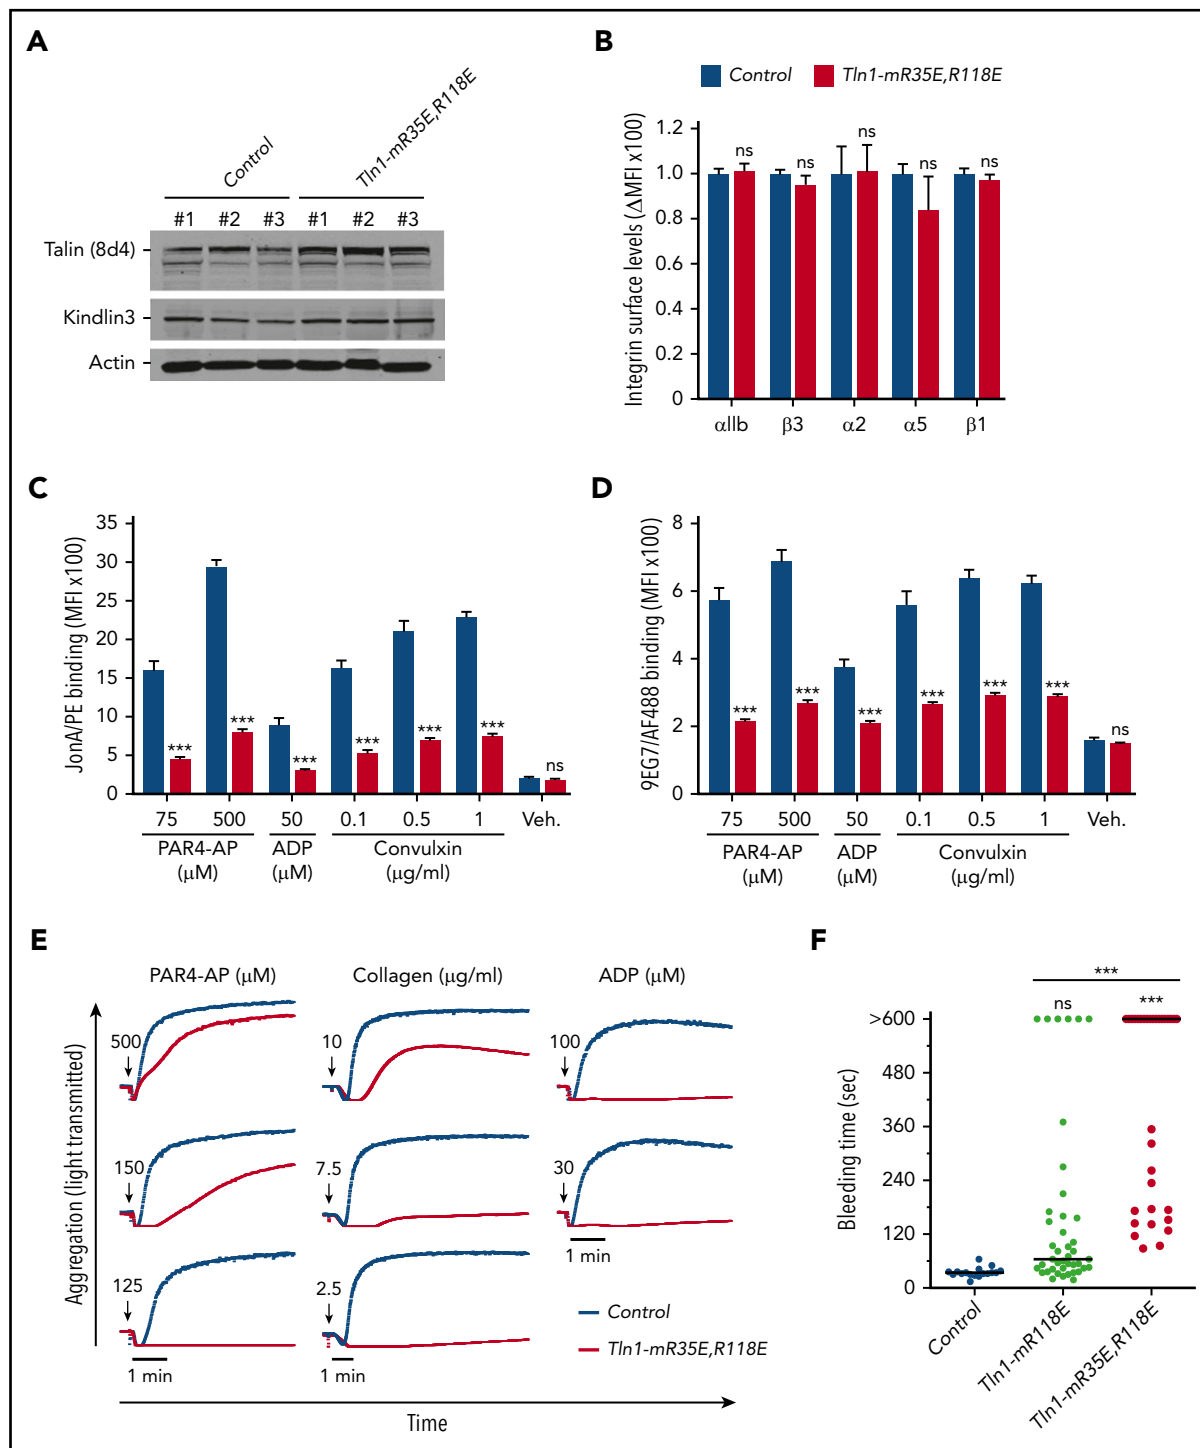 A
Control
Tln1-mR35E,R118E
#1 #2 #3 #1 #2 #3
Talin (8d4)
Kindlin3
Actin
B
Control Tln1-mR35E,R118E
Integrin surface levels (ΔMFI x100)
1.2
1.0
0.8
0.6
0.4
0.2
0
ns ns ns ns ns
αIIb β3 α2 α5 β1
C
JonA/PE binding (MFI x100)
35
30
25
20
15
10
5
0
*** *** *** *** *** *** ns
75 500 50 0.1 0.5 1 Veh.
PAR4-AP ADP Convulxin
(μM) (μM) (μg/ml)
D
9EG7/AF488 binding (MFI x100)
8
6
4
2
0
*** *** *** *** *** *** ns
75 500 50 0.1 0.5 1 Veh.
PAR4-AP ADP Convulxin
(μM) (μM) (μg/ml)
E
PAR4-AP (μM) Collagen (μg/ml) ADP (μM)
Aggregation (light transmitted)
500 10 100
150 7.5 30
1 min
125 2.5
Control
Tln1-mR35E,R118E
1 min 1 min
Time
F
***
ns ***
Bleeding time (sec)
>600
480
360
240
120
0
Control
Tln1-mR118E
Tln1-mR35E,R118E